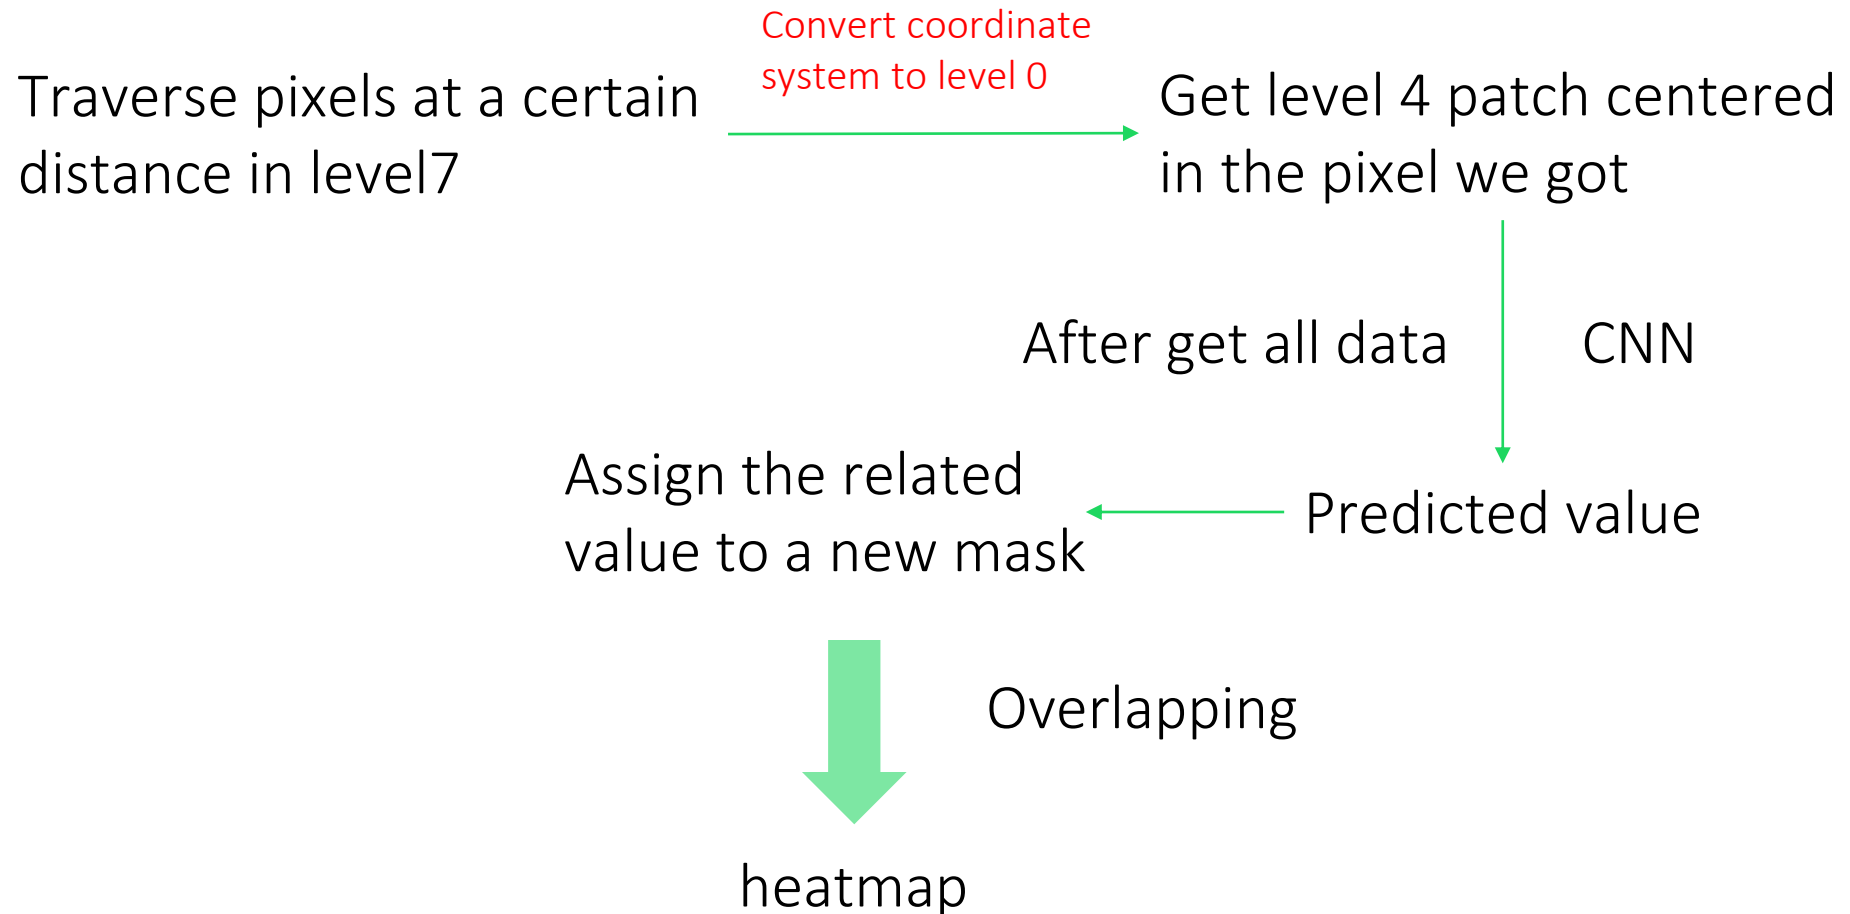 Convert coordinate
system to level 0
Traverse pixels at a certain
distance in level7
Get level 4 patch centered
in the pixel we got
After get all data
CNN
Assign the related
value to a new mask
Predicted value
Overlapping
heatmap